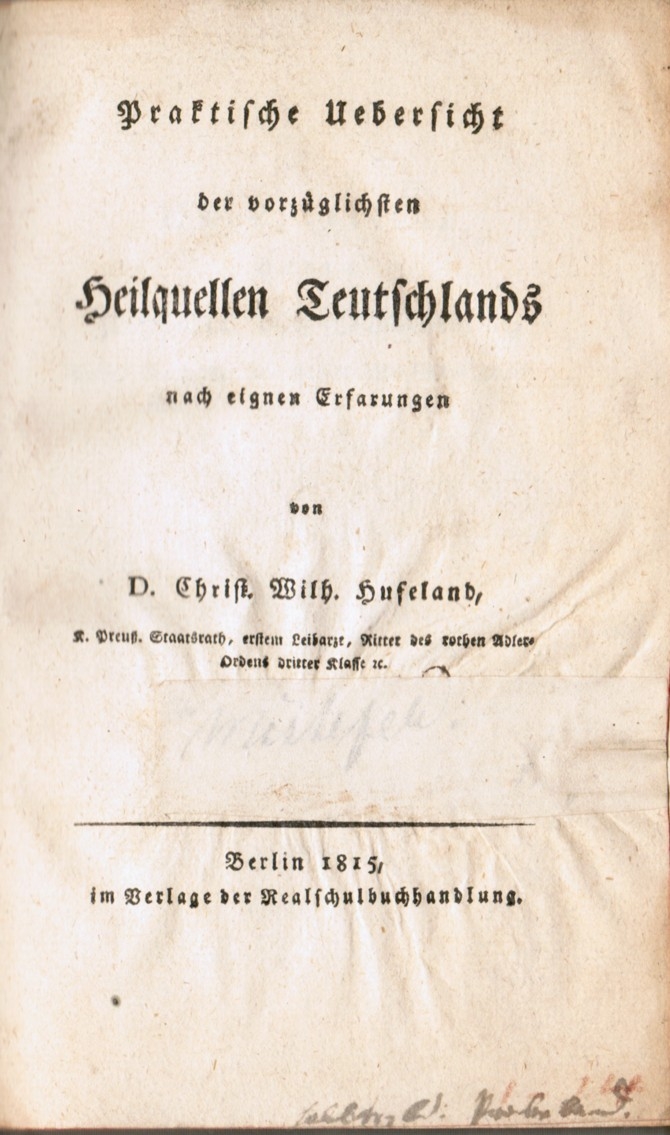 Praktische Uebersicht
der vorzüglichsten
Heilquellen Teutschlands
nach eignen Erfarungen
von
D. Christ. Wilh. Hufeland,
K. Preuß. Staatsrath, erstem Leibarzt, Ritter des rothen Adler-
Ordens dritter Klasse ꝛc.
Berlin 1815,
im Verlage der Realschulbuchhandlung.